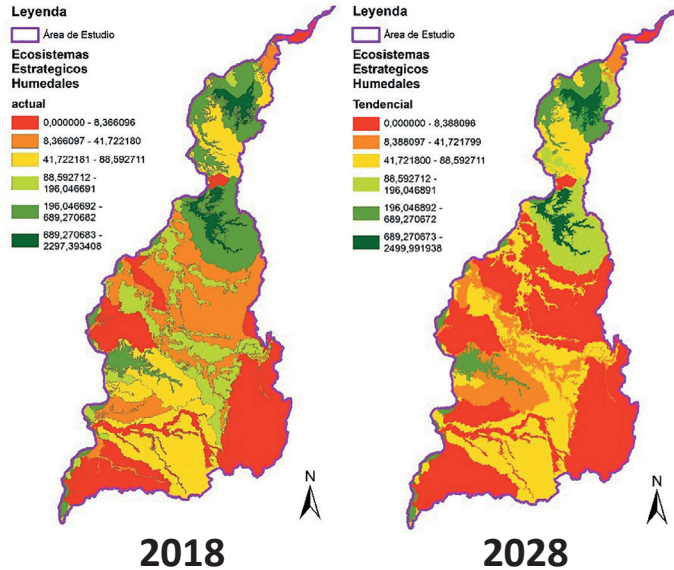 Leyenda
Área de Estudio
Ecosistemas
Estrategicos
Humedales
actual
0,000000 - 8,366096
8,366097 - 41,722180
41,722181 - 88,592711
88,592712 -
196,046691
196,046692 -
689,270682
689,270683 -
2297,393408
N
2018
Leyenda
Área de Estudio
Ecosistemas
Estrategicos
Humedales
Tendencial
0,000000 - 8,388096
8,388097 - 41,721799
41,721800 - 88,592711
88,592712 -
196,046891
196,046892 -
689,270672
689,270673 -
2499,991938
N
2028